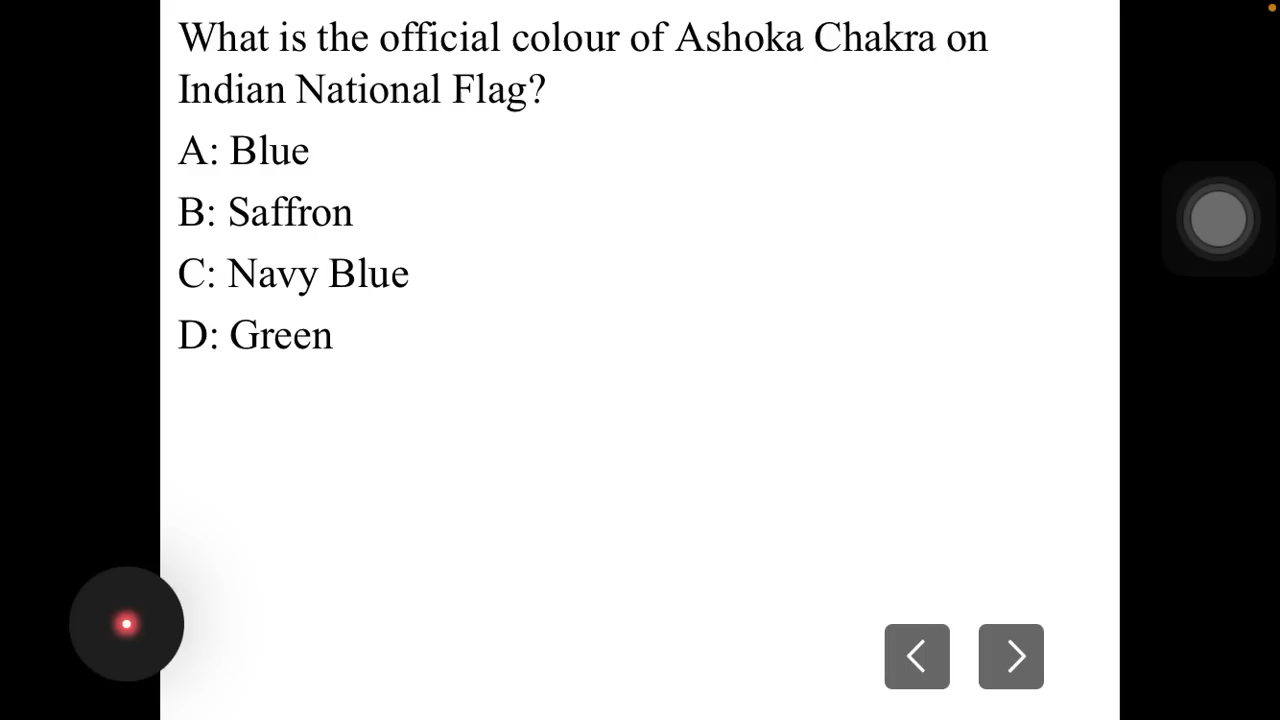 What is the official colour of Ashoka Chakra on
Indian National Flag?
A: Blue
B: Saffron
C: Navy Blue
D: Green